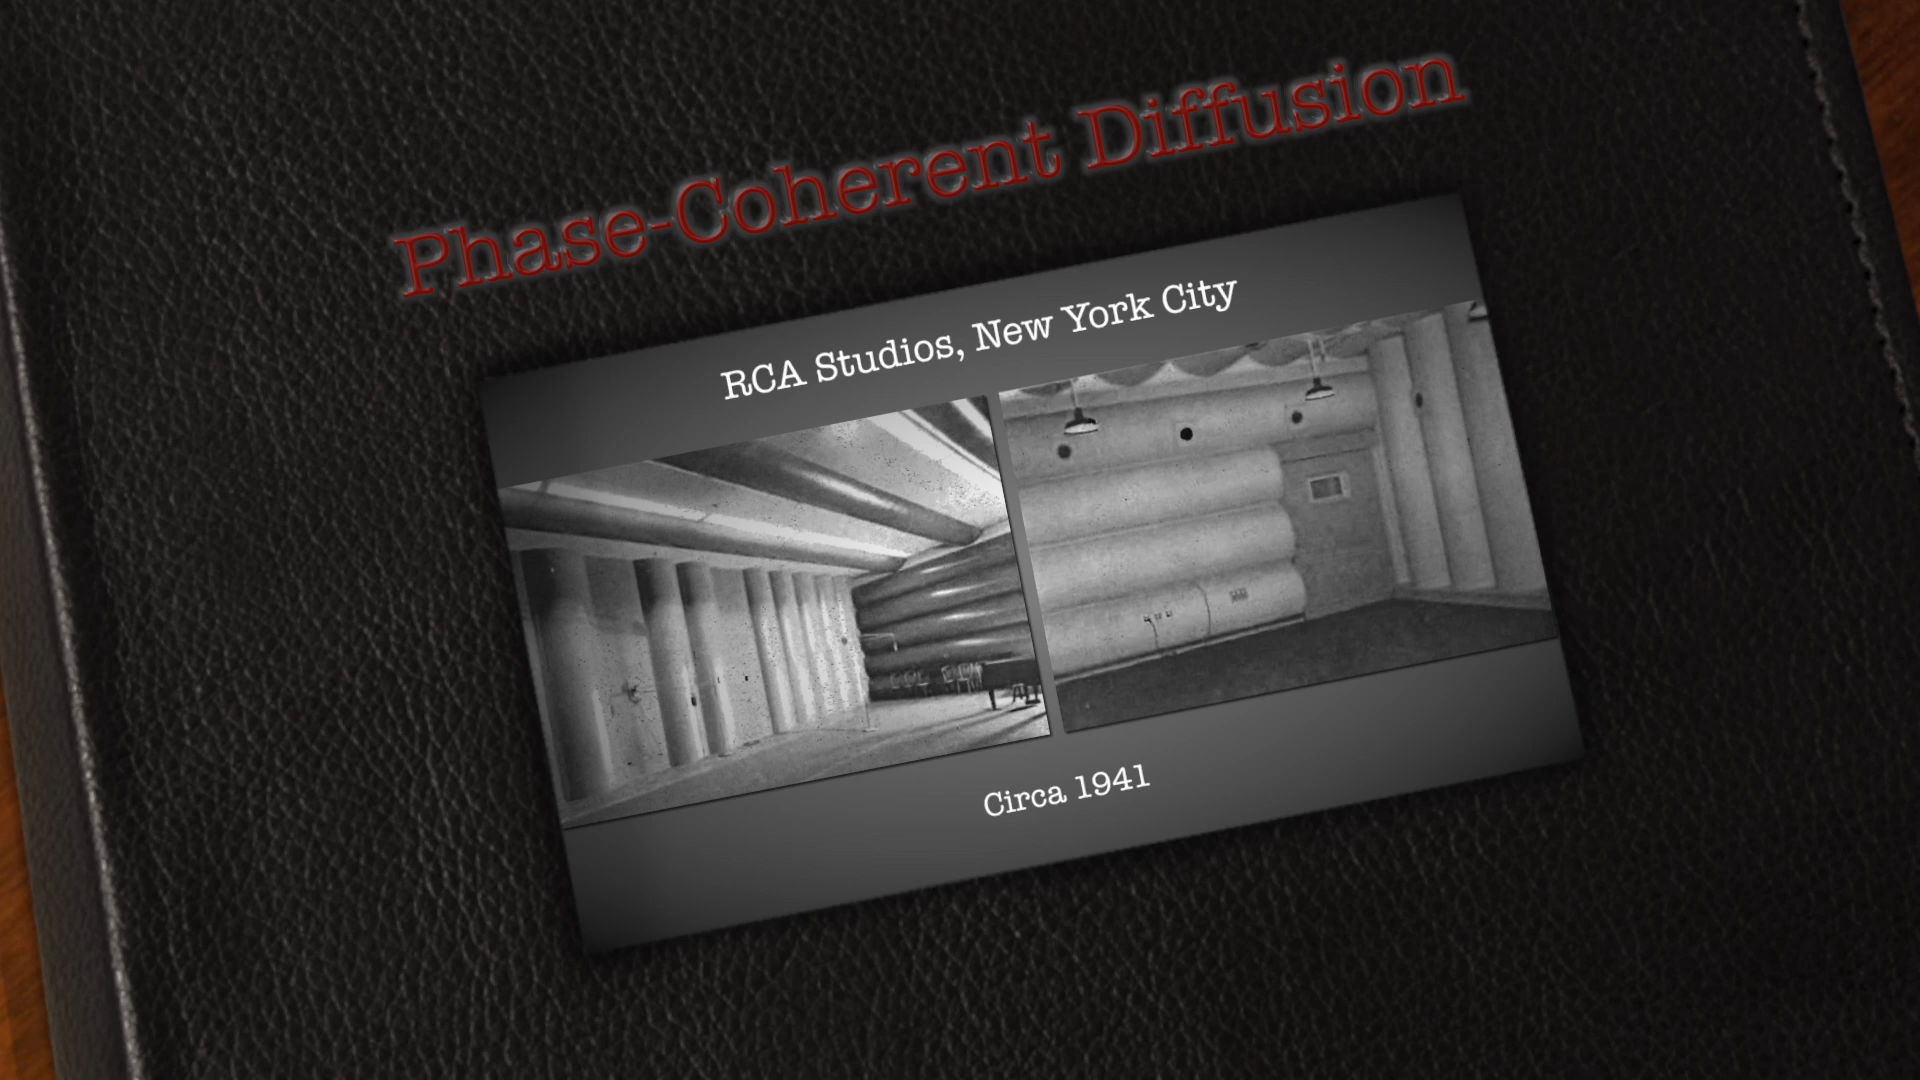 Phase-Coherent Diffusion
RCA Studios, New York City
Circa 1941